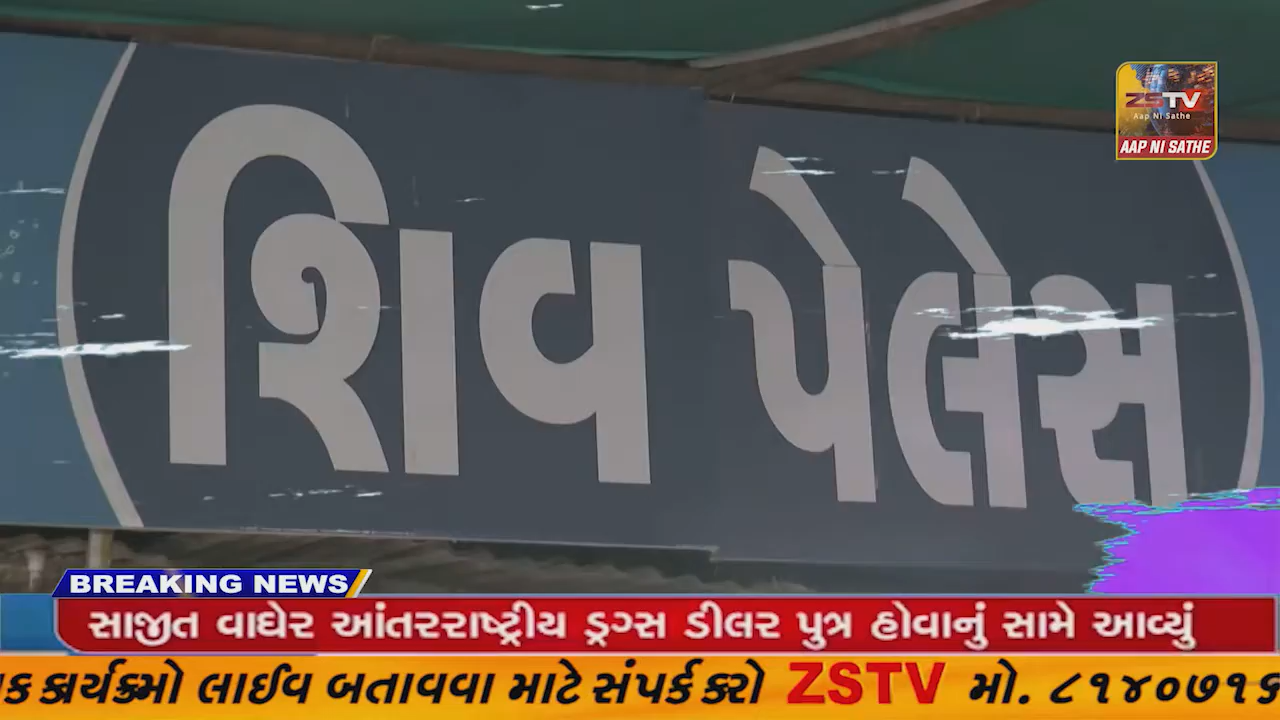 શિવ પેલેસ
ZSTV
Aap Ni Sathe
AAP NI SATHE
BREAKING NEWS
સાજીત વાઘેર આંતરરાષ્ટ્રીય ડ્રગ્સ ડીલર પુત્ર હોવાનું સામે આવ્યું
ક કાર્યક્રમો લાઈવ બતાવવા માટે સંપર્ક કરો ZSTV મો. ૮૧૪૦૭૧